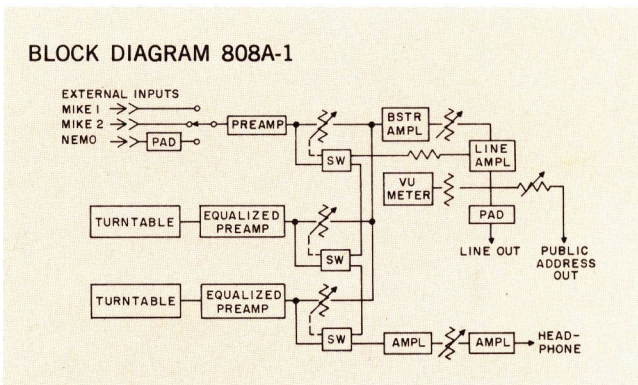 BLOCK DIAGRAM 808A-1
EXTERNAL INPUTS
MIKE 1
MIKE 2
NEMO
PAD
PREAMP
SW
BSTR
AMPL
LINE
AMPL
VU
METER
PAD
LINE OUT
PUBLIC
ADDRESS
OUT
TURNTABLE
EQUALIZED
PREAMP
SW
TURNTABLE
EQUALIZED
PREAMP
SW
AMPL
AMPL
HEAD-
PHONE